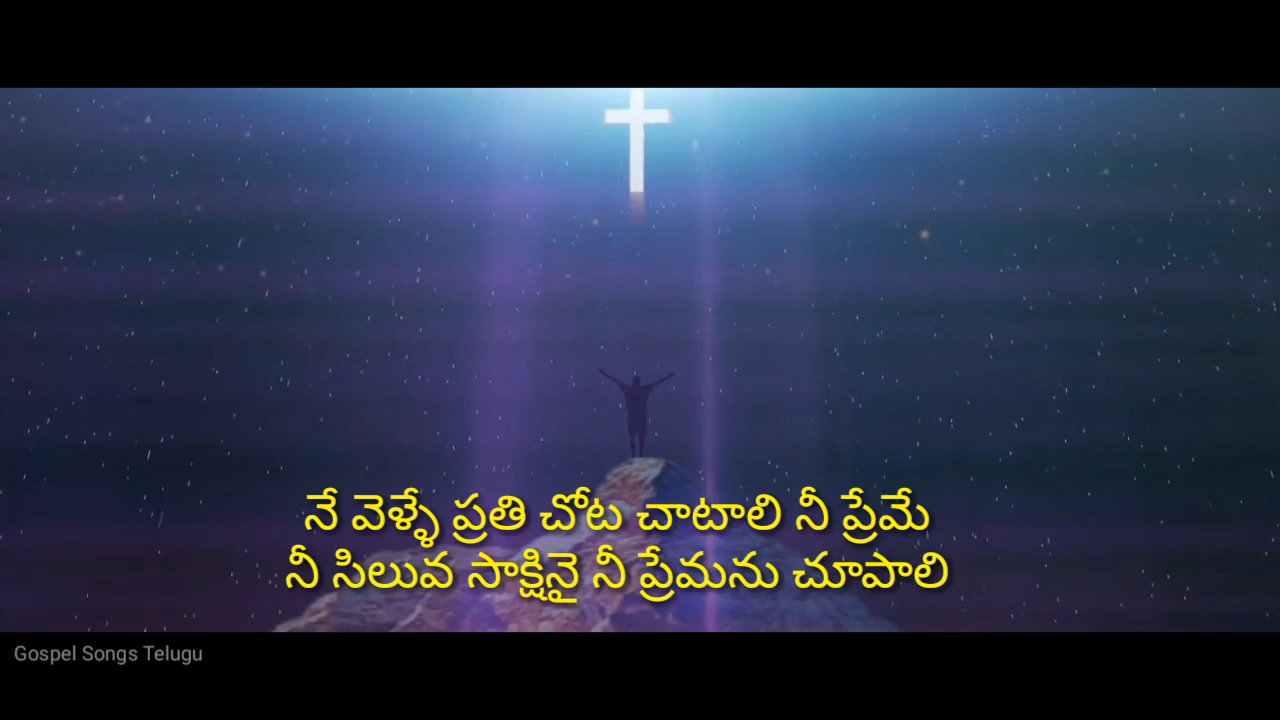 నే వెళ్ళే ప్రతి చోట చాటాలి నీ ప్రేమే
నీ సిలువ సాక్షినై నీ ప్రేమను చూపాలి
Gospel Songs Telugu